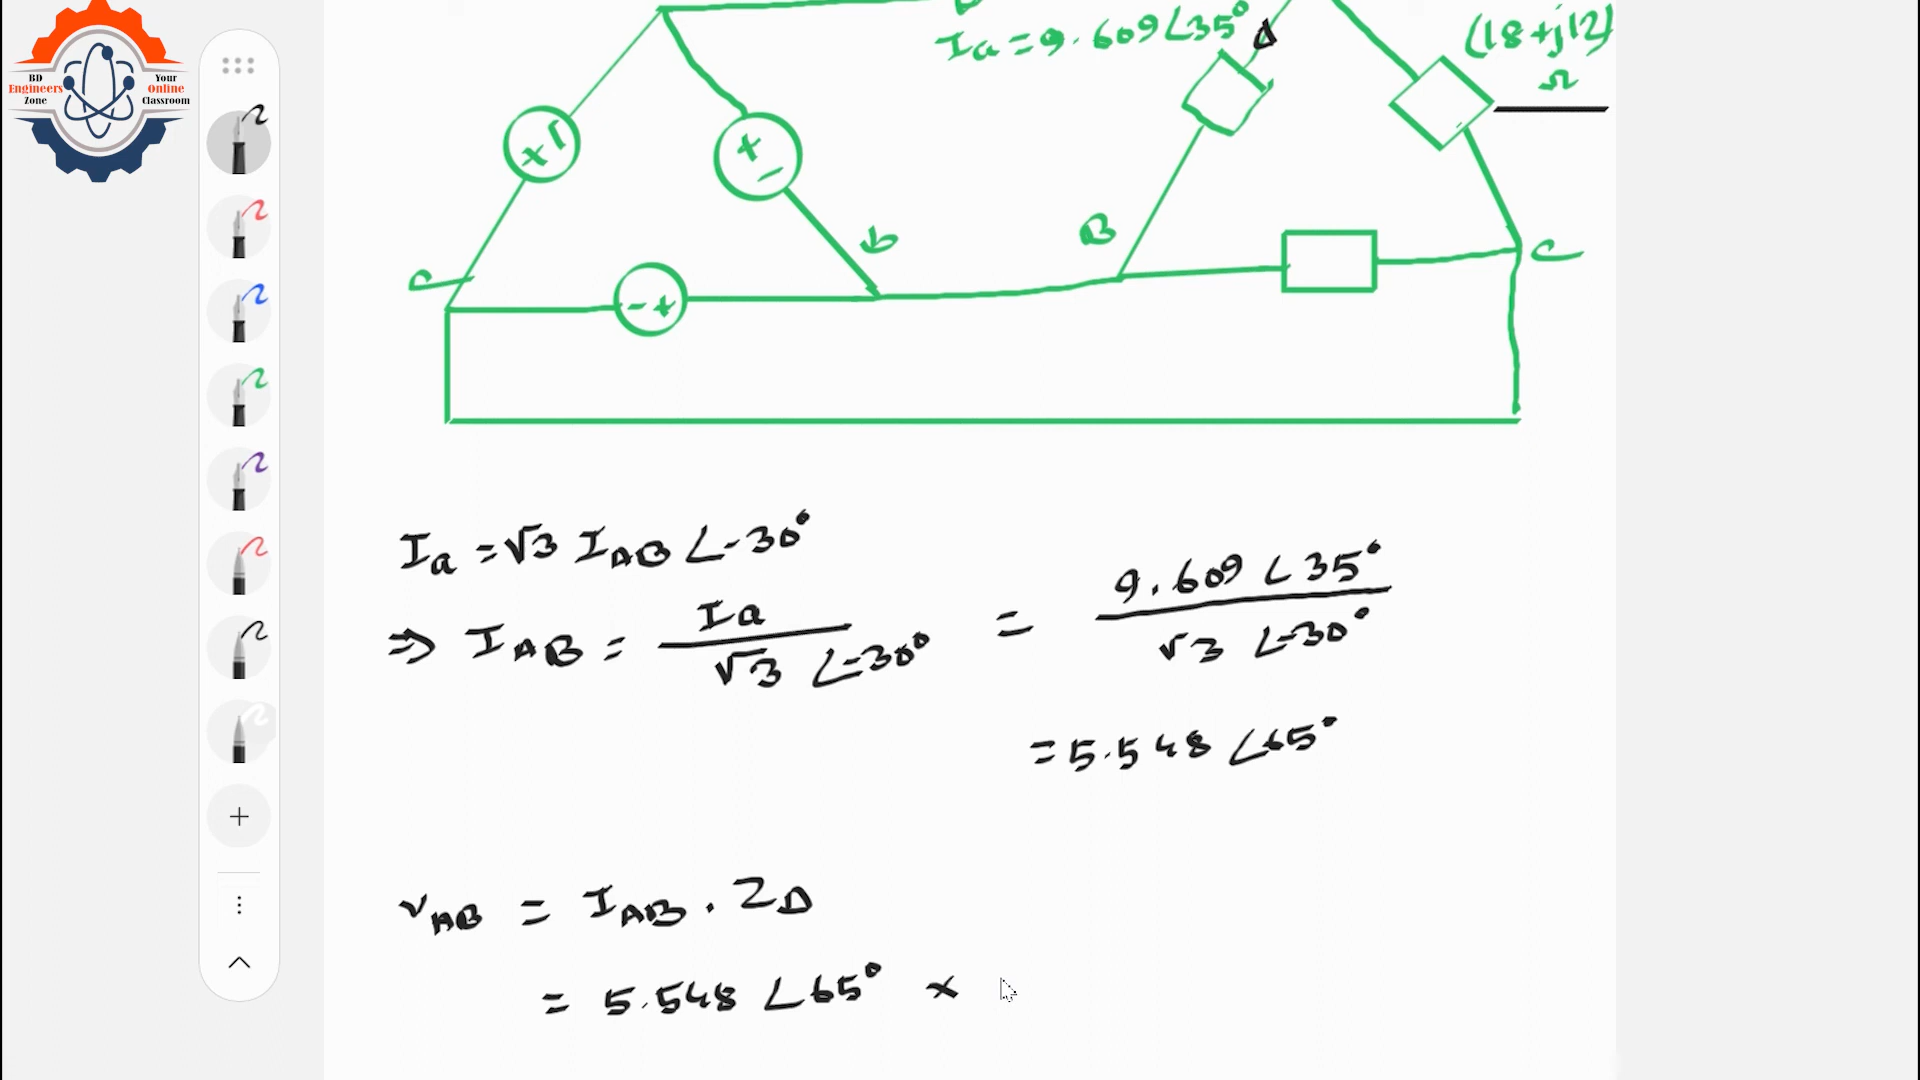 BD
Engineers
Zone
Your
Online
Classroom
Ia = 9.609∠35°
A
(18+j12)
Ω
+
+
−
b
B
C
− +
Ia = √3 IAB ∠-30°
⇒ IAB = Ia / √3 ∠-30° = 9.609 ∠35° / √3 ∠-30°
= 5.548 ∠65°
VAB = IAB . ZΔ
= 5.548 ∠65° ×